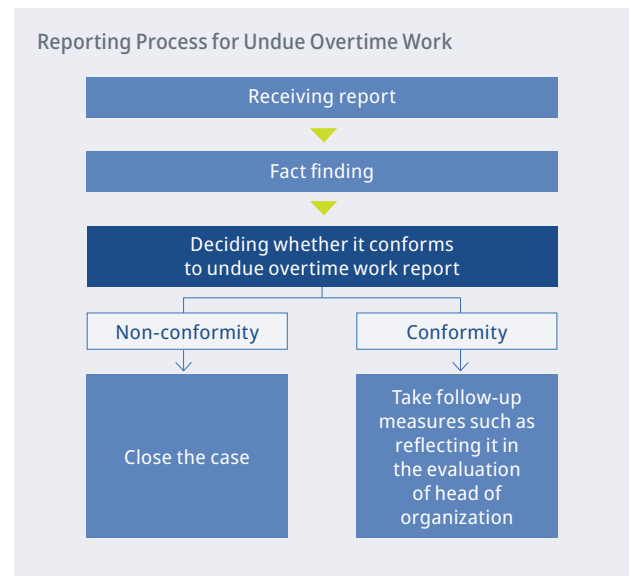 Reporting Process for Undue Overtime Work
Receiving report
Fact finding
Deciding whether it conforms
to undue overtime work report
Non-conformity
Conformity
Close the case
Take follow-up
measures such as
reflecting it in
the evaluation
of head of
organization